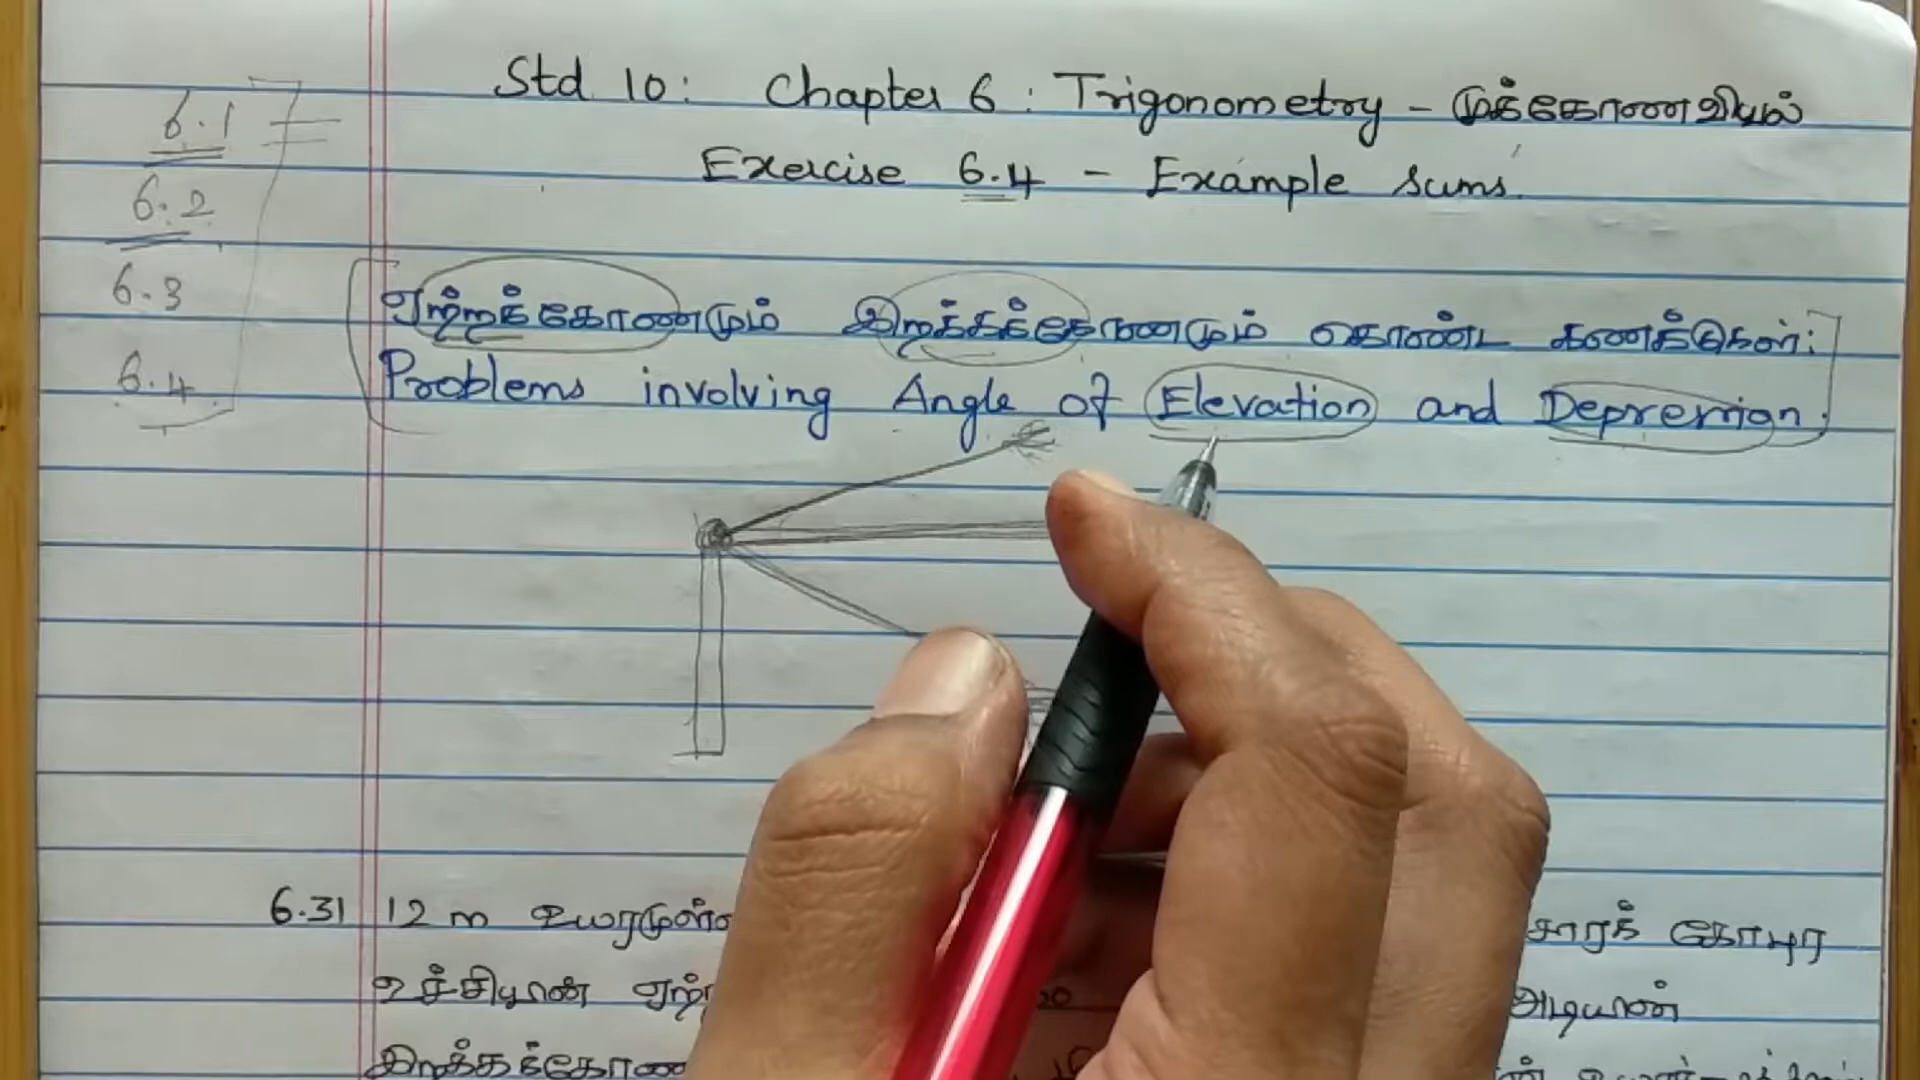 Std 10: Chapter 6 : Trigonometry - முக்கோணவியல்
Exercise 6.4 - Example sums.
6.1
6.2
6.3
6.4
ஏற்றக்கோணமும் இறக்கக்கோணமும் கொண்ட கணக்குகள்:
Problems involving Angle of Elevation and Depression.
6.31 12 m சாரக் கோபுர
உச்சியின் அடியின்